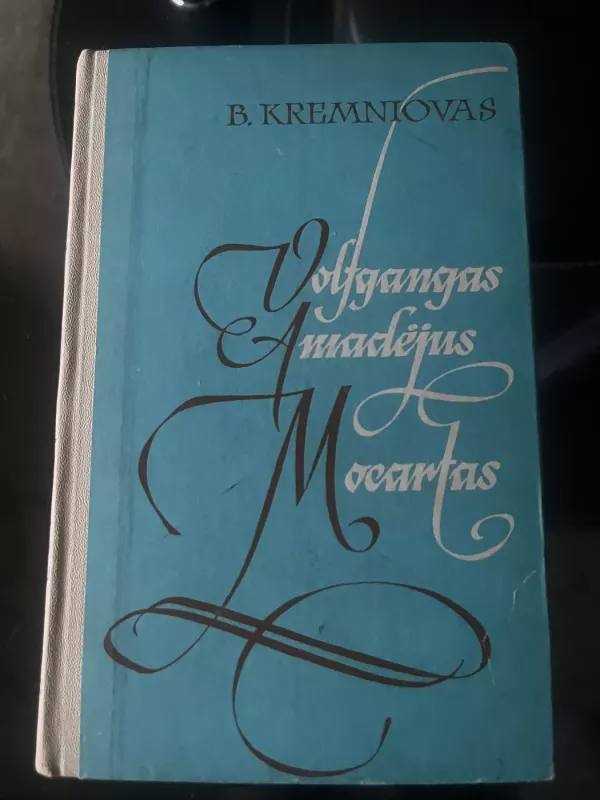 B. KREMNIOVAS
Volfgangas
Amadėjus
Mocartas